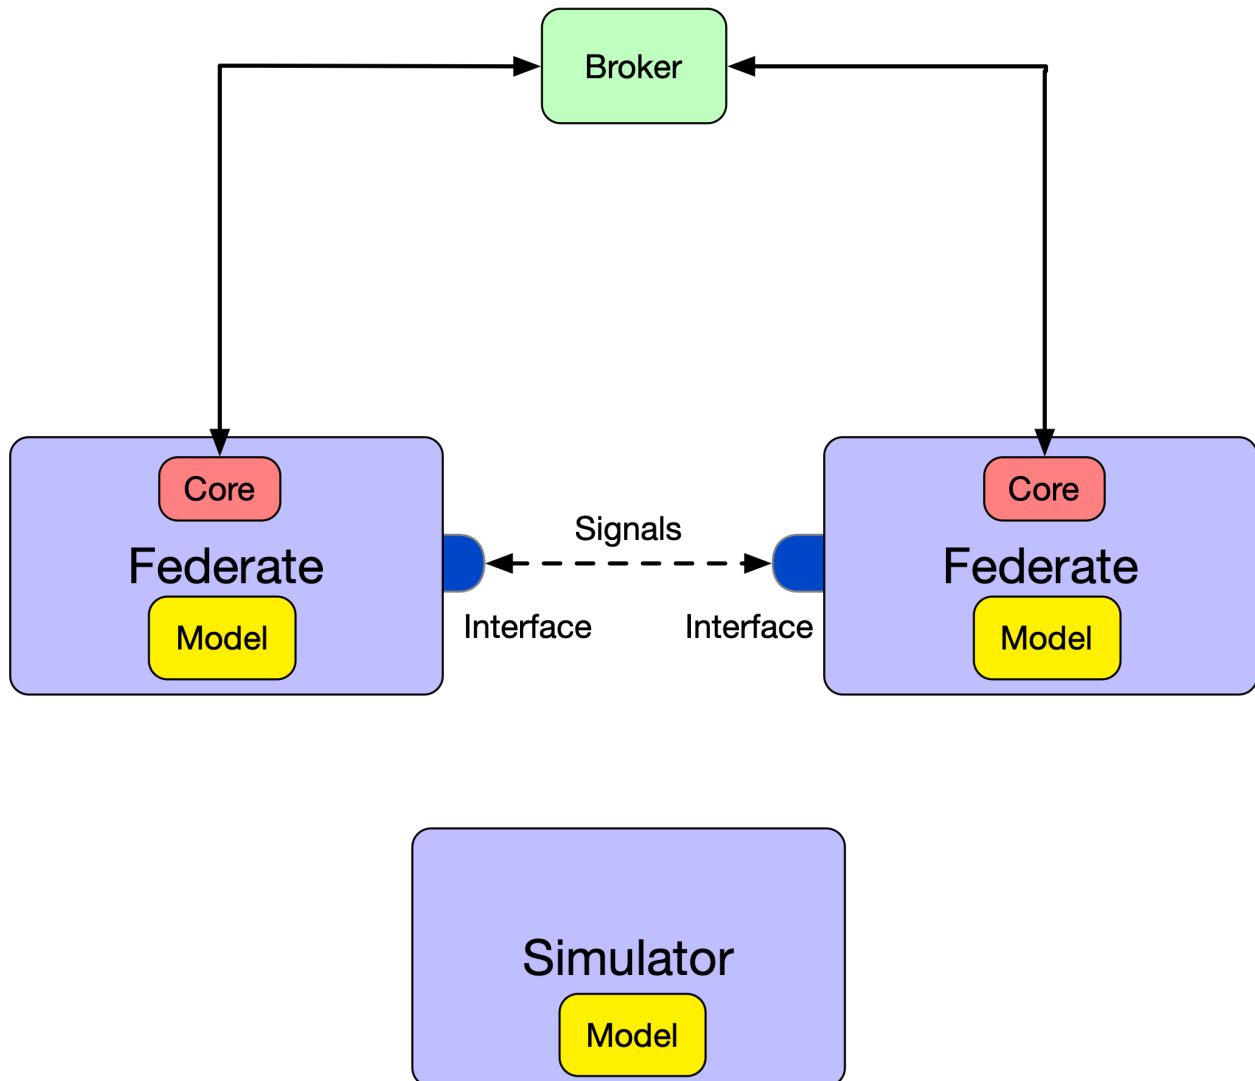 Broker
Core
Core
Signals
Federate
Federate
Interface
Interface
Model
Model
Simulator
Model